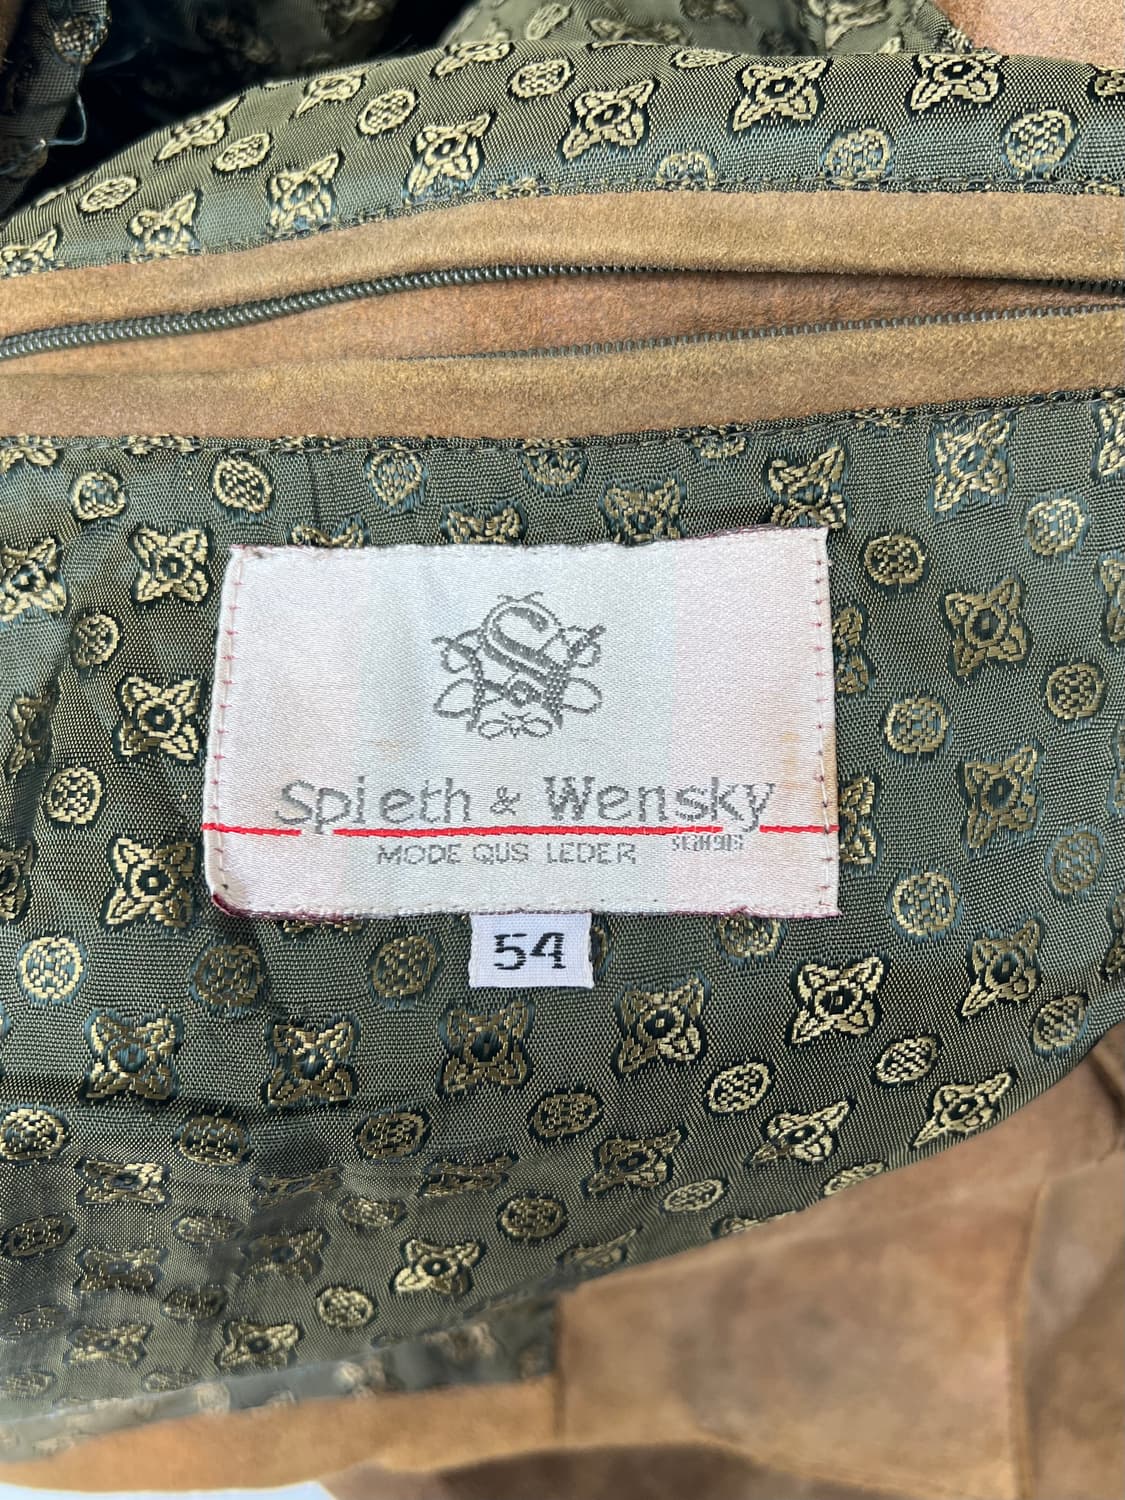 S
Spieth & Wensky
MODE QUS LEDER
54